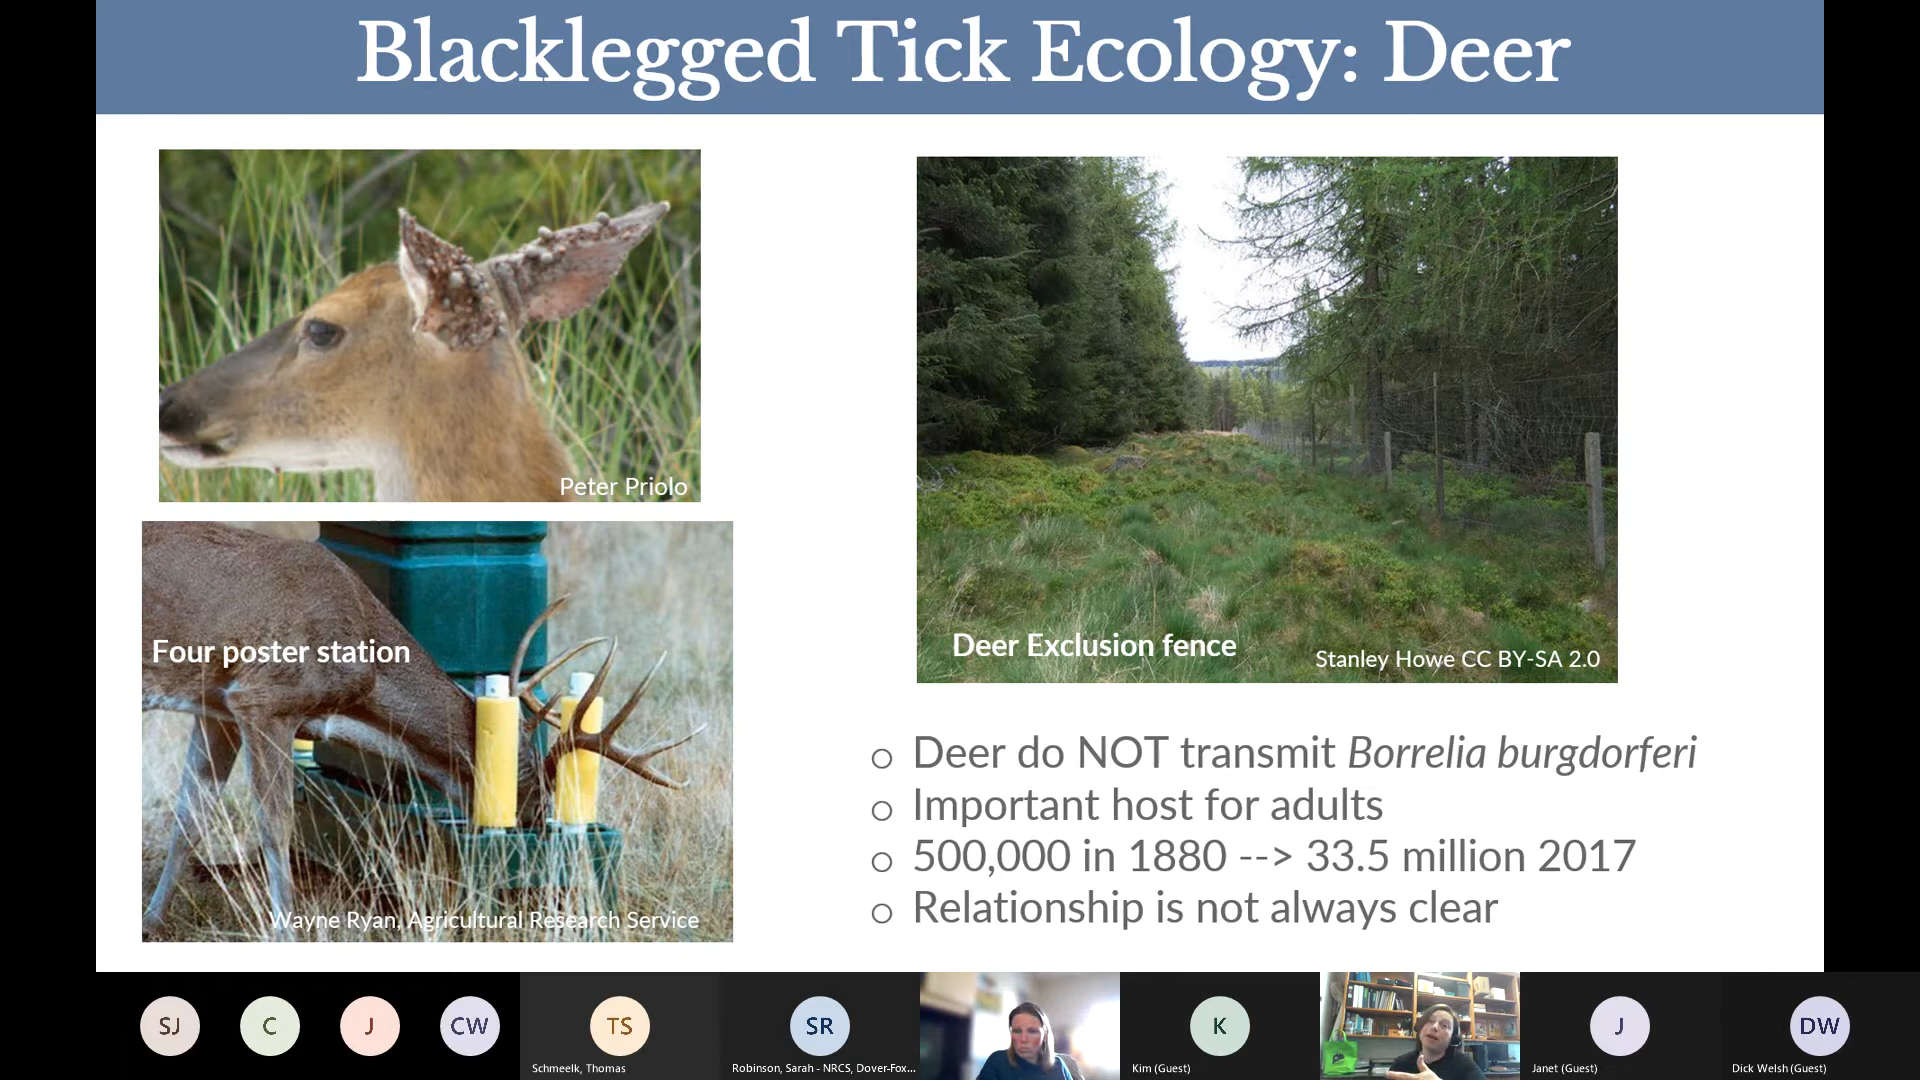 Blacklegged Tick Ecology: Deer
Peter Priolo
Four poster station
Wayne Ryan, Agricultural Research Service
Deer Exclusion fence
Stanley Howe CC BY-SA 2.0
Deer do NOT transmit Borrelia burgdorferi
Important host for adults
500,000 in 1880 --> 33.5 million 2017
Relationship is not always clear
SJ
C
J
CW
TS
Schmeelk, Thomas
SR
Robinson, Sarah - NRCS, Dover-Fox...
K
Kim (Guest)
J
Janet (Guest)
DW
Dick Welsh (Guest)